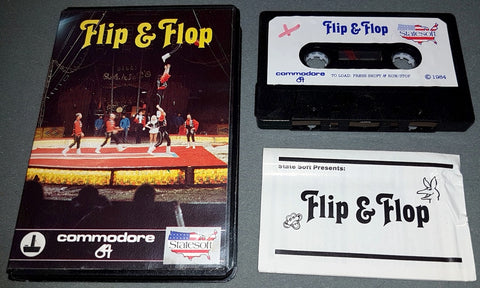 Flip & Flop
commodore
64
Statesoft
Flip & Flop
Statesoft
commodore
64
TO LOAD: PRESS SHIFT & RUN/STOP
© 1984
State Soft Presents:
Flip & Flop